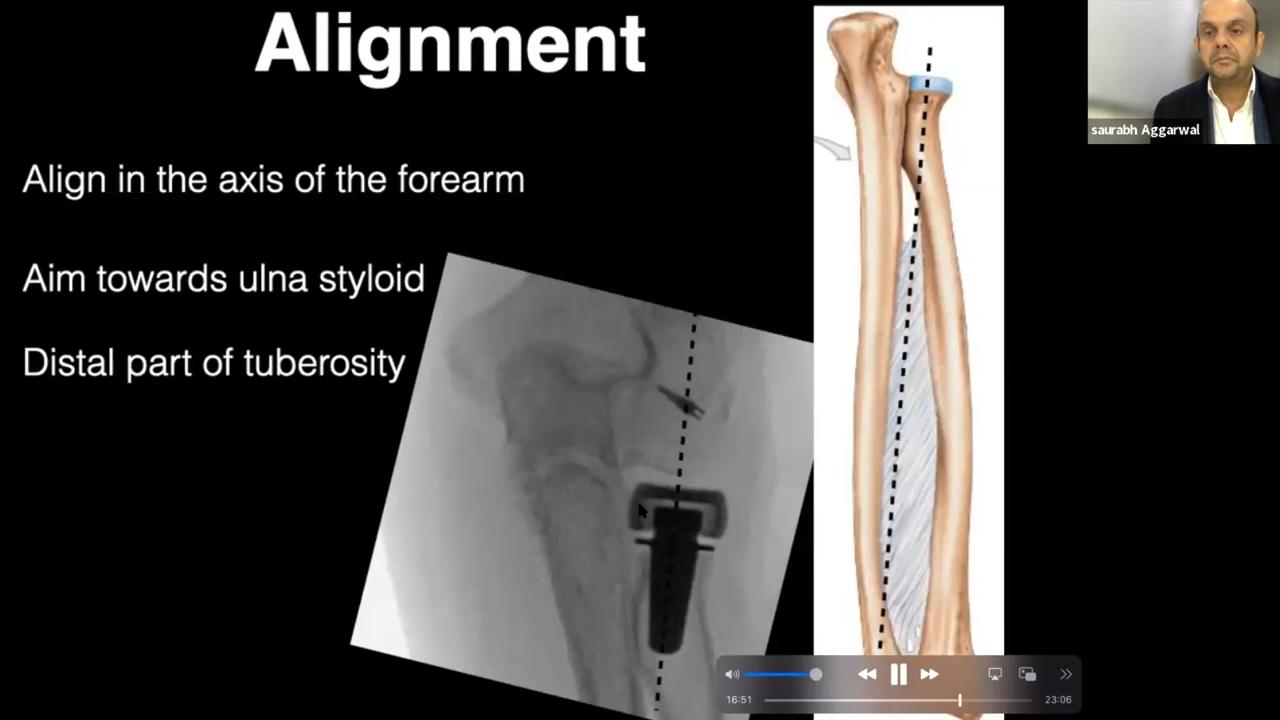 Alignment
saurabh Aggarwal
Align in the axis of the forearm
Aim towards ulna styloid
Distal part of tuberosity
16:51
23:06